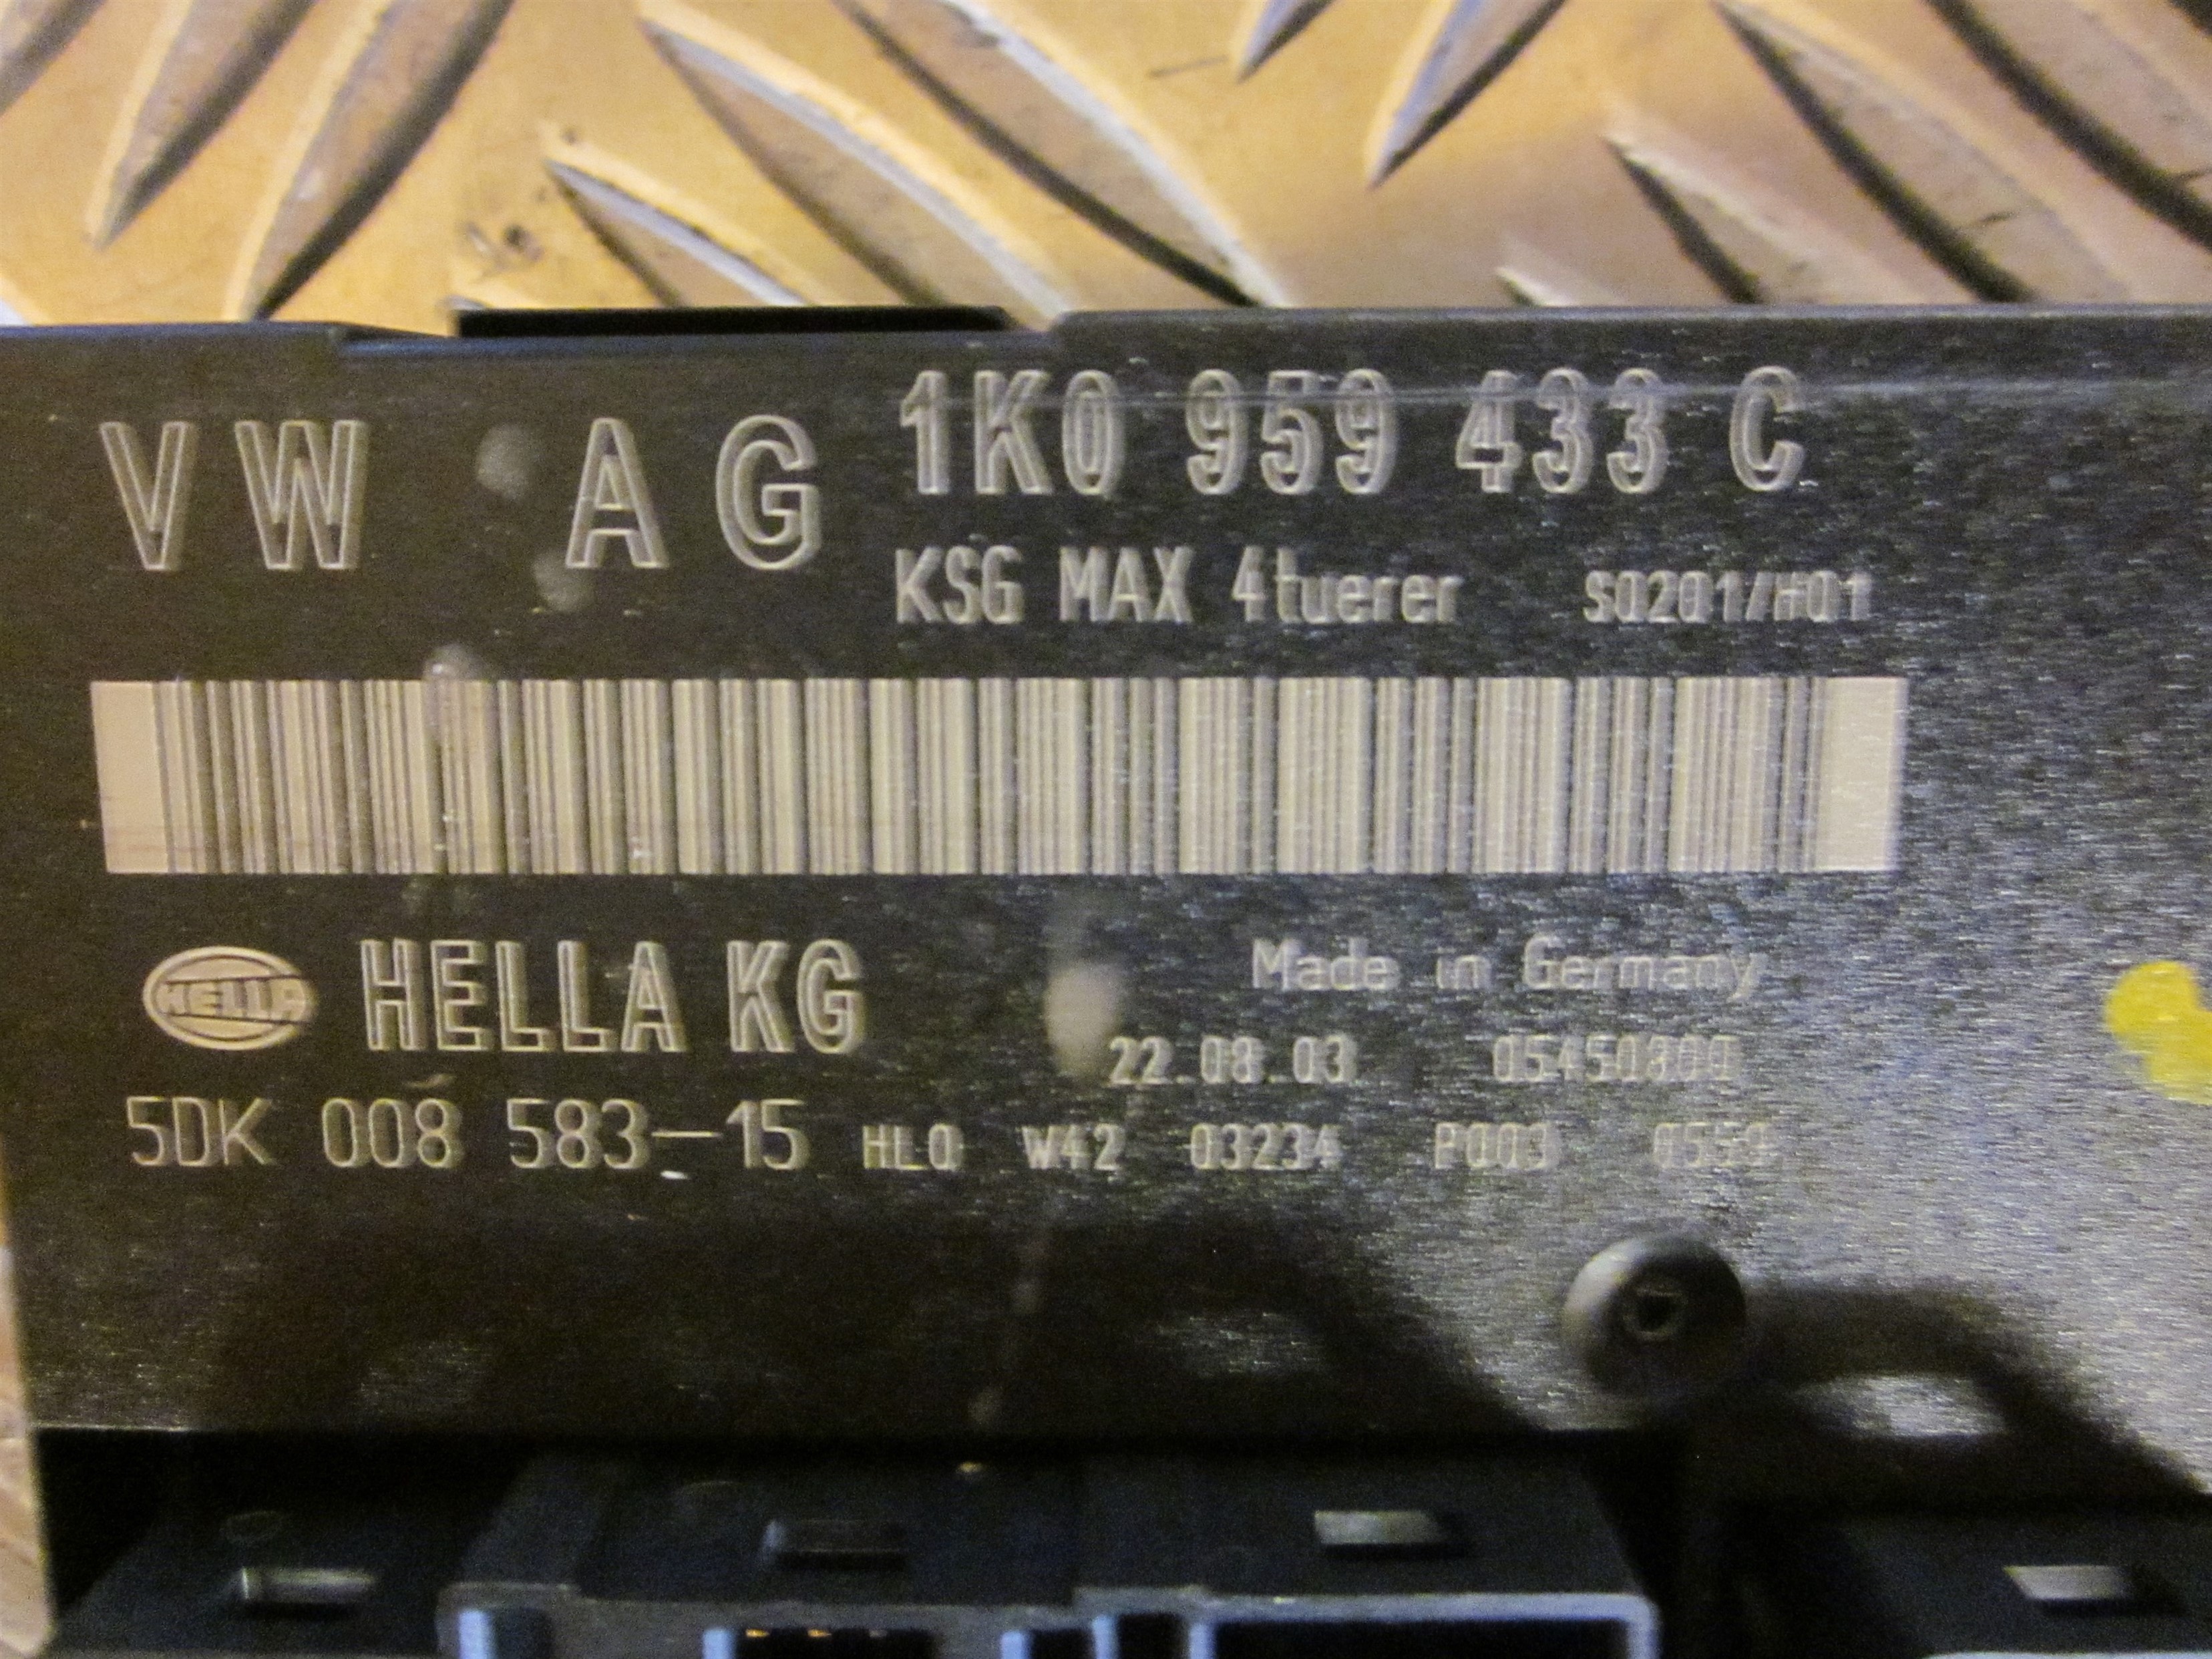 VW AG 1K0 959 433 C
KSG MAX 4tuerer S0201/H01
HELLA HELLA KG Made in Germany
22.08.03
5DK 008 583-15 HLO W42 03234 P003